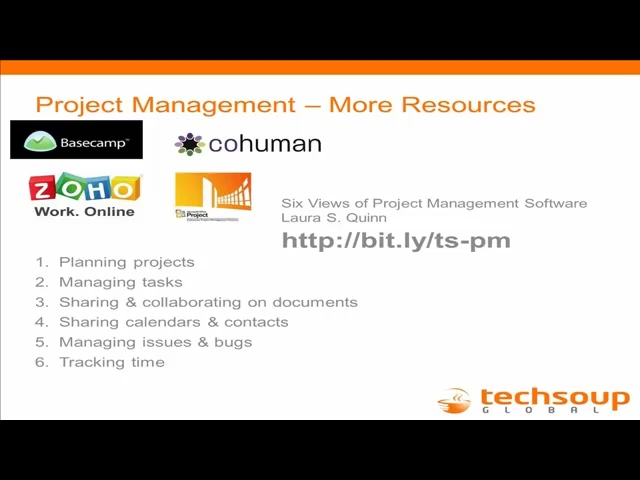 Project Management – More Resources
Basecamp™
cohuman
ZOHO
Work. Online
Project
Six Views of Project Management Software
Laura S. Quinn
http://bit.ly/ts-pm
1. Planning projects
2. Managing tasks
3. Sharing & collaborating on documents
4. Sharing calendars & contacts
5. Managing issues & bugs
6. Tracking time
techsoup
GLOBAL